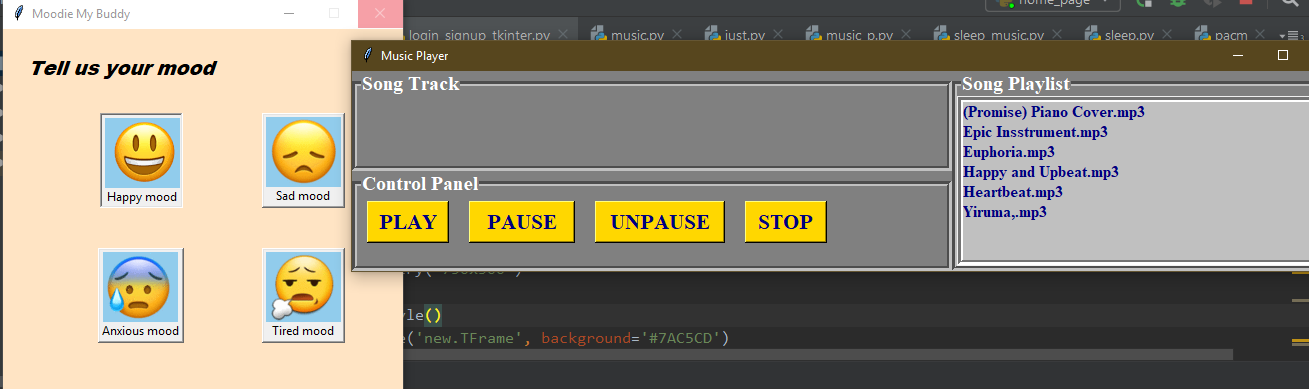 Moodie My Buddy
Tell us your mood
Happy mood
Sad mood
Anxious mood
Tired mood
home_page
login_signup_tkinter.py
music.py
just.py
music_p.py
sleep_music.py
sleep.py
pacm
Music Player
Song Track
Control Panel
PLAY
PAUSE
UNPAUSE
STOP
Song Playlist
(Promise) Piano Cover.mp3
Epic Insstrument.mp3
Euphoria.mp3
Happy and Upbeat.mp3
Heartbeat.mp3
Yiruma,.mp3
yle()
e('new.TFrame', background='#7AC5CD')